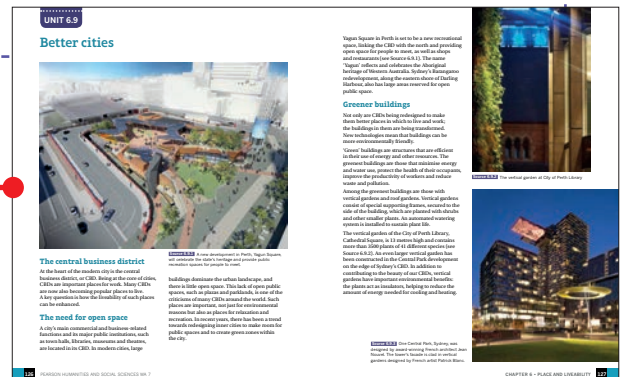 UNIT 6.9
Better cities
Source 6.9.1 A new development in Perth, Yagan Square,
will celebrate the state's heritage and provide public
recreation spaces for people to meet
The central business district
At the heart of the modern city is the central
business district, or CBD. Being at the core of cities,
CBDs are important places for work. Many CBDs
are now also becoming popular places to live.
A key question is how the liveability of such places
can be enhanced.
The need for open space
A city's main commercial and business-related
functions and its major public institutions, such
as town halls, libraries, museums and theatres,
are located in its CBD. In modern cities, large
buildings dominate the urban landscape, and
there is little open space. This lack of open public
spaces, such as plazas and parklands, is one of the
criticisms of many CBDs around the world. Such
places are important, not just for environmental
reasons but also as places for relaxation and
recreation. In recent years, there has been a trend
towards redesigning inner cities to make room for
public spaces and to create green zones within
the city.
Yagan Square in Perth is set to be a new recreational
space, linking the CBD with the north and providing
open space for people to meet, as well as shops
and restaurants (see Source 6.9.1). The name
'Yagan' reflects and celebrates the Aboriginal
heritage of Western Australia. Sydney's Barangaroo
redevelopment, along the eastern shore of Darling
Harbour, also has large areas reserved for open
public space.
Greener buildings
Not only are CBDs being redesigned to make
them better places in which to live and work;
the buildings in them are being transformed.
New technologies mean that buildings can be
more environmentally friendly.
'Green' buildings are structures that are efficient
in their use of energy and other resources. The
greenest buildings are those that minimise energy
and water use, protect the health of their occupants,
improve the productivity of workers and reduce
waste and pollution.
Among the greenest buildings are those with
vertical gardens and roof gardens. Vertical gardens
consist of special supporting frames, secured to the
side of the building, which are planted with shrubs
and other smaller plants. An automated watering
system is installed to sustain plant life.
The vertical garden of the City of Perth Library,
Cathedral Square, is 13 metres high and contains
more than 3500 plants of 41 different species (see
Source 6.9.2). An even larger vertical garden has
been constructed in the Central Park development
on the edge of Sydney's CBD. In addition to
contributing to the beauty of our CBDs, vertical
gardens have important environmental benefits:
the plants act as insulators, helping to reduce the
amount of energy needed for cooling and heating.
Source 6.9.2 The vertical garden at City of Perth Library
Source 6.9.3 One Central Park, Sydney, was
designed by award-winning French architect Jean
Nouvel. The tower's facade is clad in vertical
gardens designed by French artist Patrick Blanc.
126 PEARSON HUMANITIES AND SOCIAL SCIENCES WA 7
CHAPTER 6 – PLACE AND LIVEABILITY 127